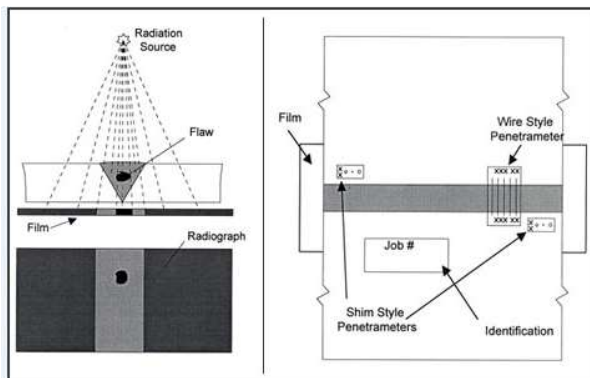 Radiation
Source
Flaw
Film
Radiograph
Film
Wire Style
Penetrameter
XXX XX
XXX XX
Job #
Shim Style
Penetrameters
Identification